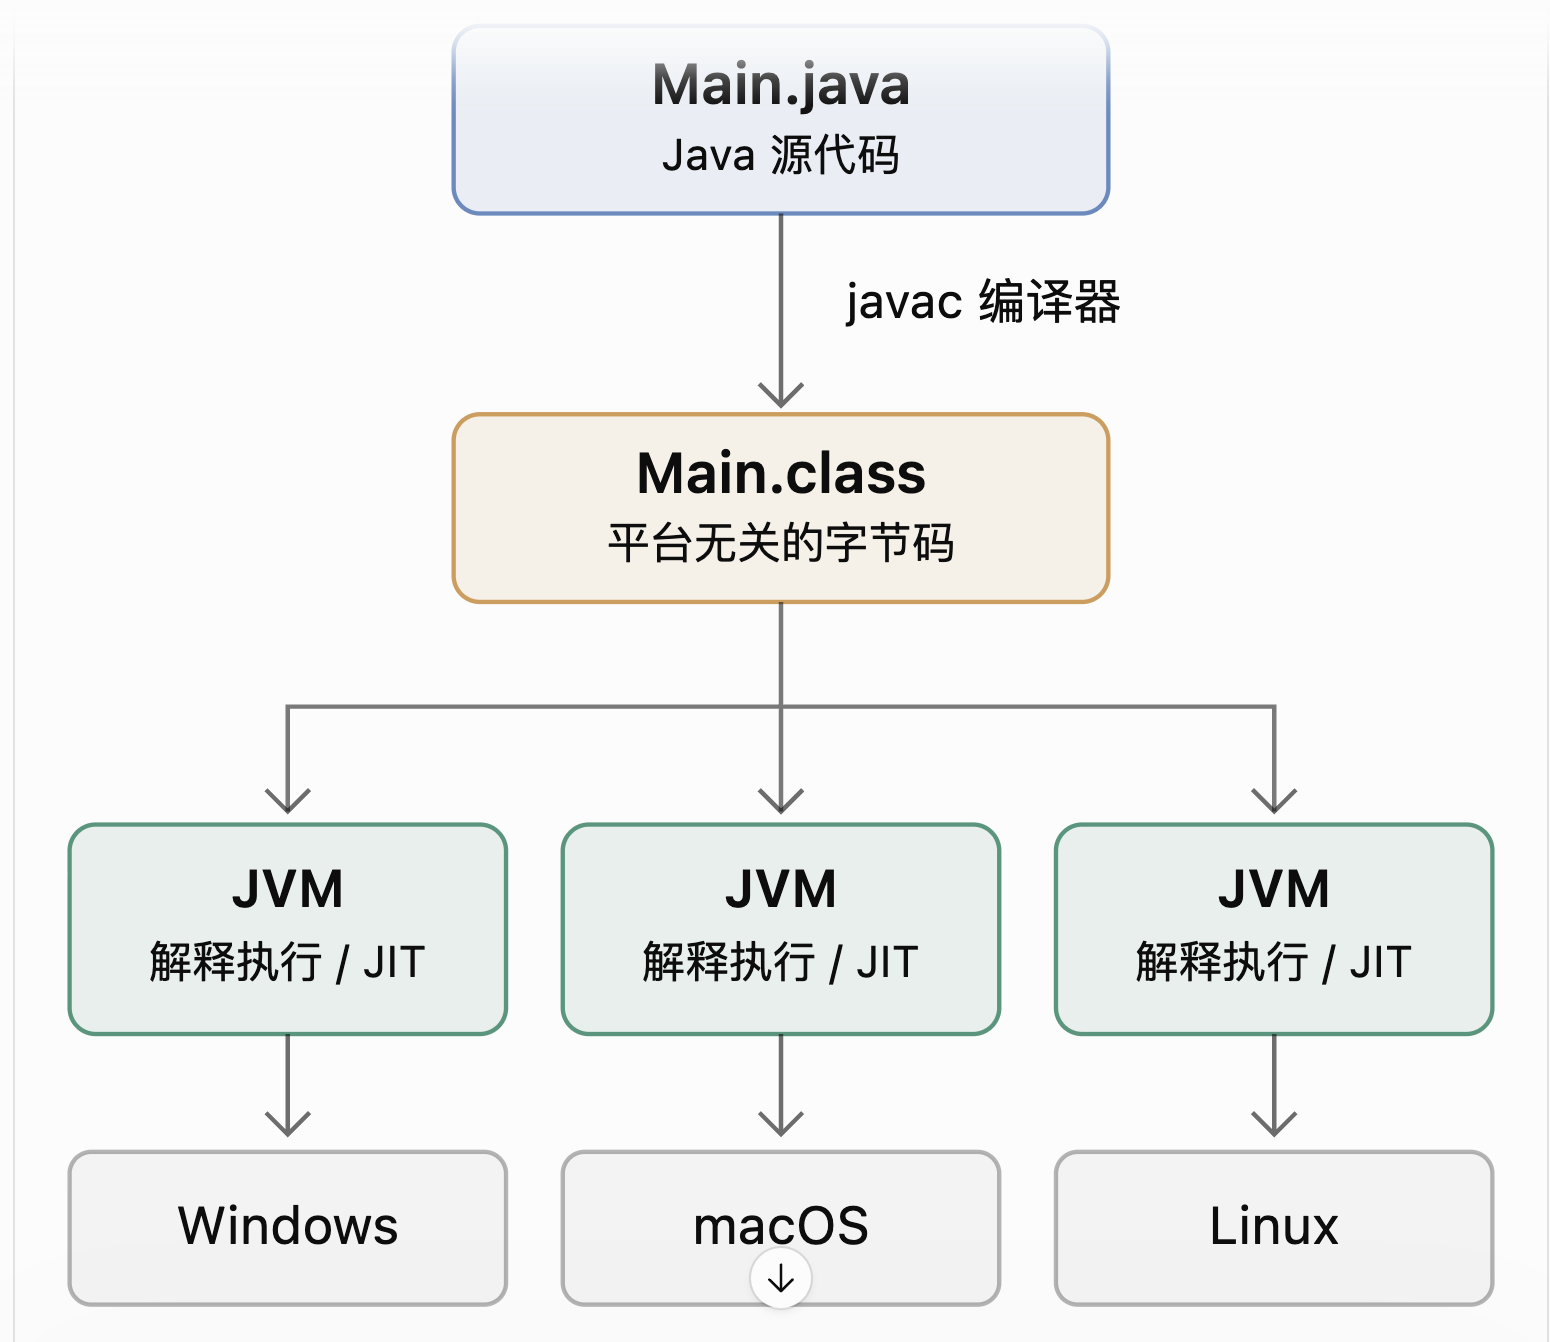 Main.java
Java 源代码
javac 编译器
Main.class
平台无关的字节码
JVM
解释执行 / JIT
JVM
解释执行 / JIT
JVM
解释执行 / JIT
Windows
macOS
Linux